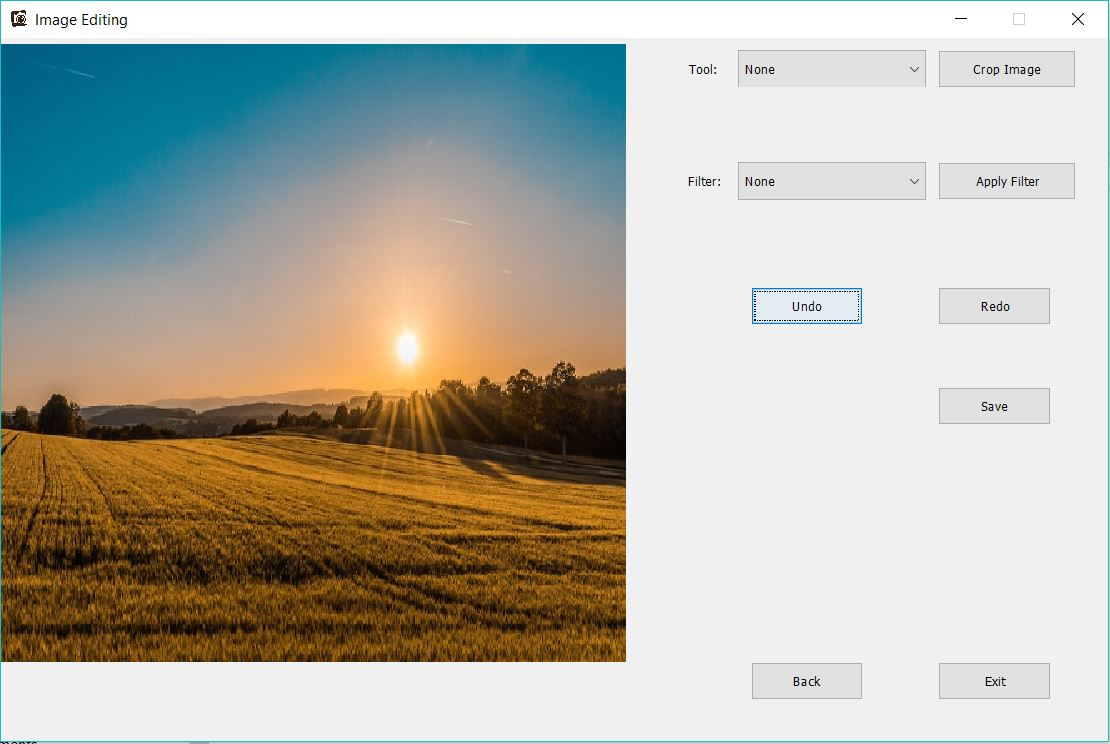 Image Editing
Tool: None Crop Image
Filter: None Apply Filter
Undo Redo
Save
Back Exit